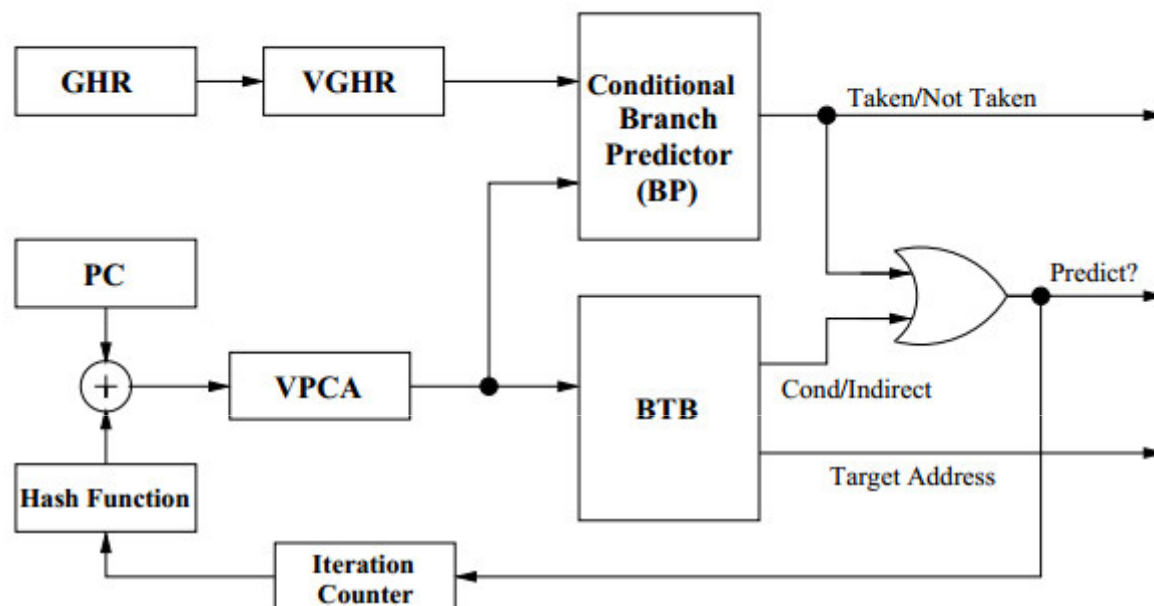 GHR
VGHR
Conditional
Branch
Predictor
(BP)
Taken/Not Taken
PC
Predict?
VPCA
BTB
Cond/Indirect
Target Address
Hash Function
Iteration
Counter